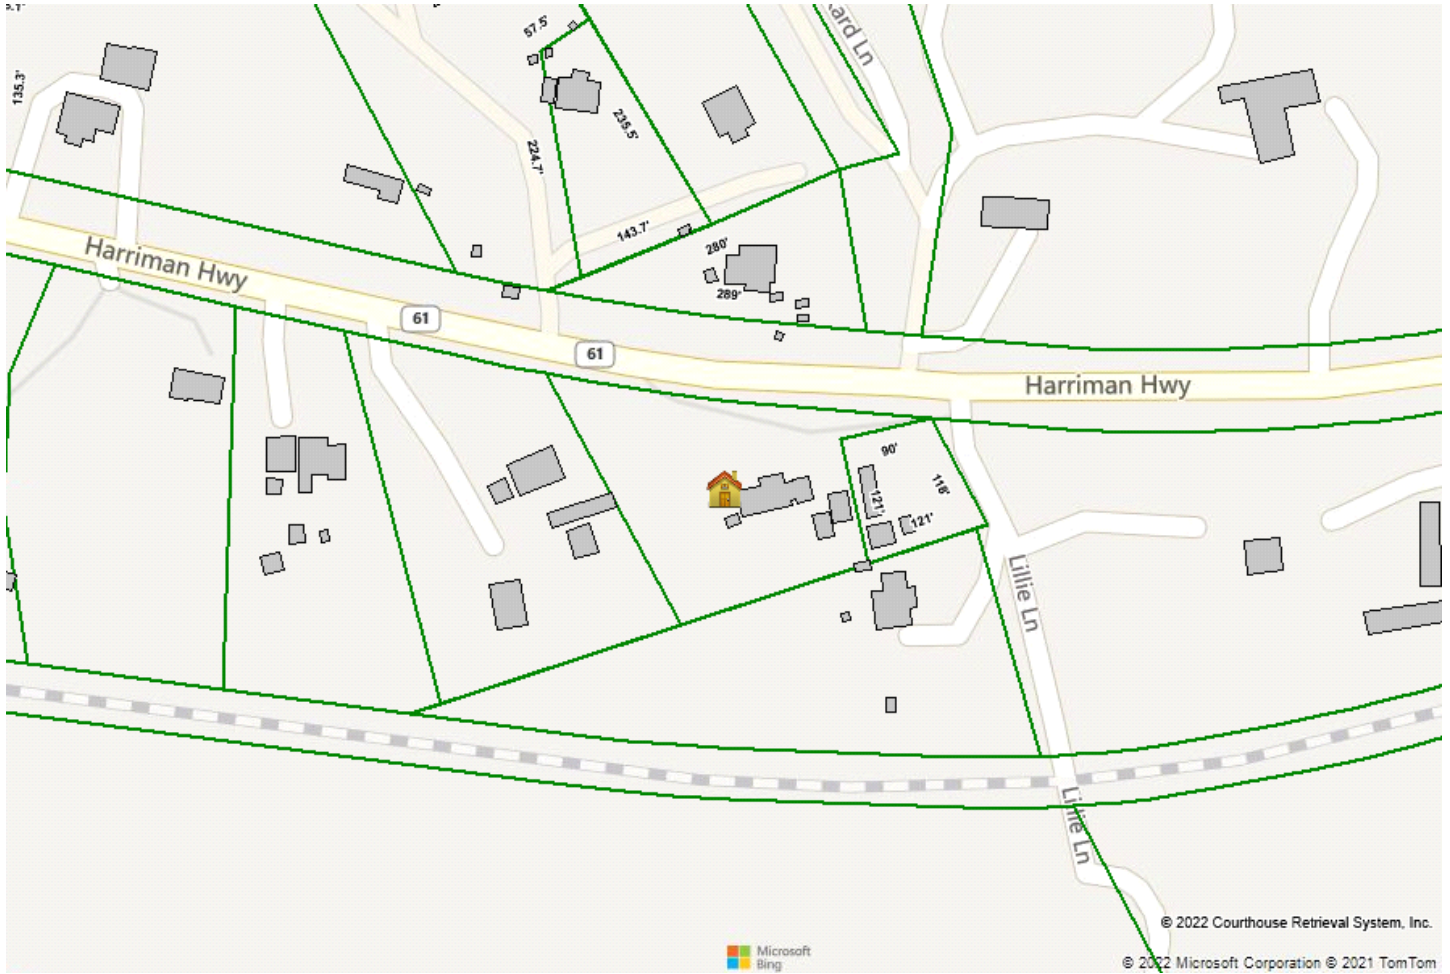 57.5'
ard Ln
135.3'
235.5'
224.7'
143.7'
280'
289'
Harriman Hwy
61
61
Harriman Hwy
90'
118'
121'
121'
Lillie Ln
Lillie Ln
© 2022 Courthouse Retrieval System, Inc.
Microsoft
Bing
© 2022 Microsoft Corporation © 2021 TomTom